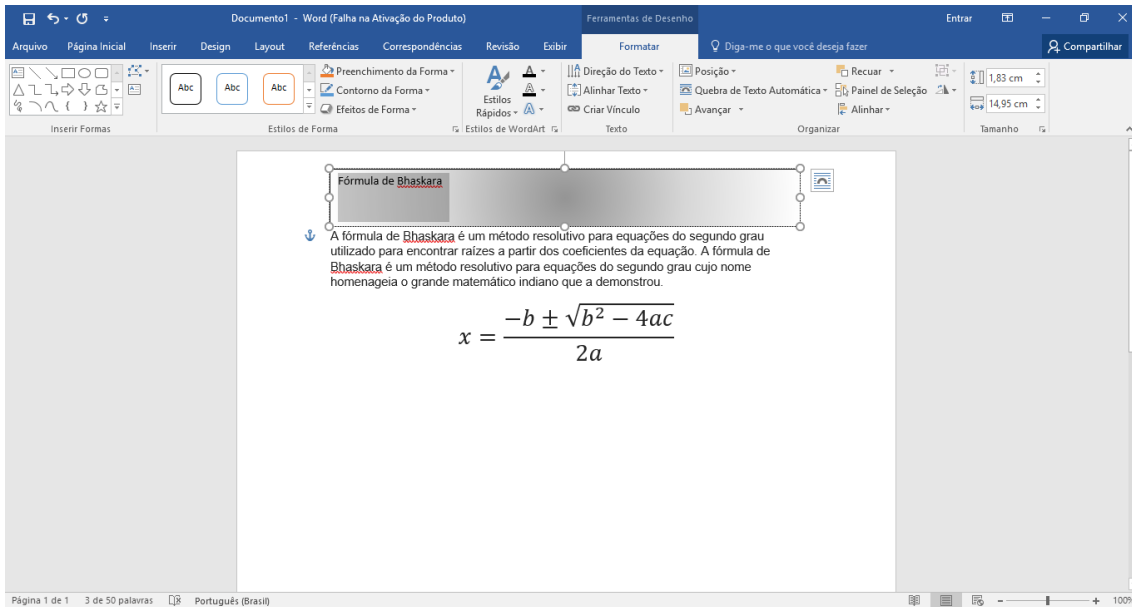 Documento1 - Word (Falha na Ativação do Produto)
Ferramentas de Desenho
Entrar
Arquivo Página Inicial Inserir Design Layout Referências Correspondências Revisão Exibir Formatar Diga-me o que você deseja fazer Compartilhar
Abc Abc Abc
Preenchimento da Forma
Contorno da Forma
Efeitos de Forma
Estilos
Rápidos
Direção do Texto
Alinhar Texto
Criar Vínculo
Posição
Quebra de Texto Automática
Avançar
Recuar
Painel de Seleção
Alinhar
1,83 cm
14,95 cm
Inserir Formas Estilos de Forma Estilos de WordArt Texto Organizar Tamanho
Fórmula de Bhaskara
A fórmula de Bhaskara é um método resolutivo para equações do segundo grau
utilizado para encontrar raízes a partir dos coeficientes da equação. A fórmula de
Bhaskara é um método resolutivo para equações do segundo grau cujo nome
homenageia o grande matemático indiano que a demonstrou.
x = −b ± √b² − 4ac
2a
Página 1 de 1 3 de 50 palavras Português (Brasil) 100%